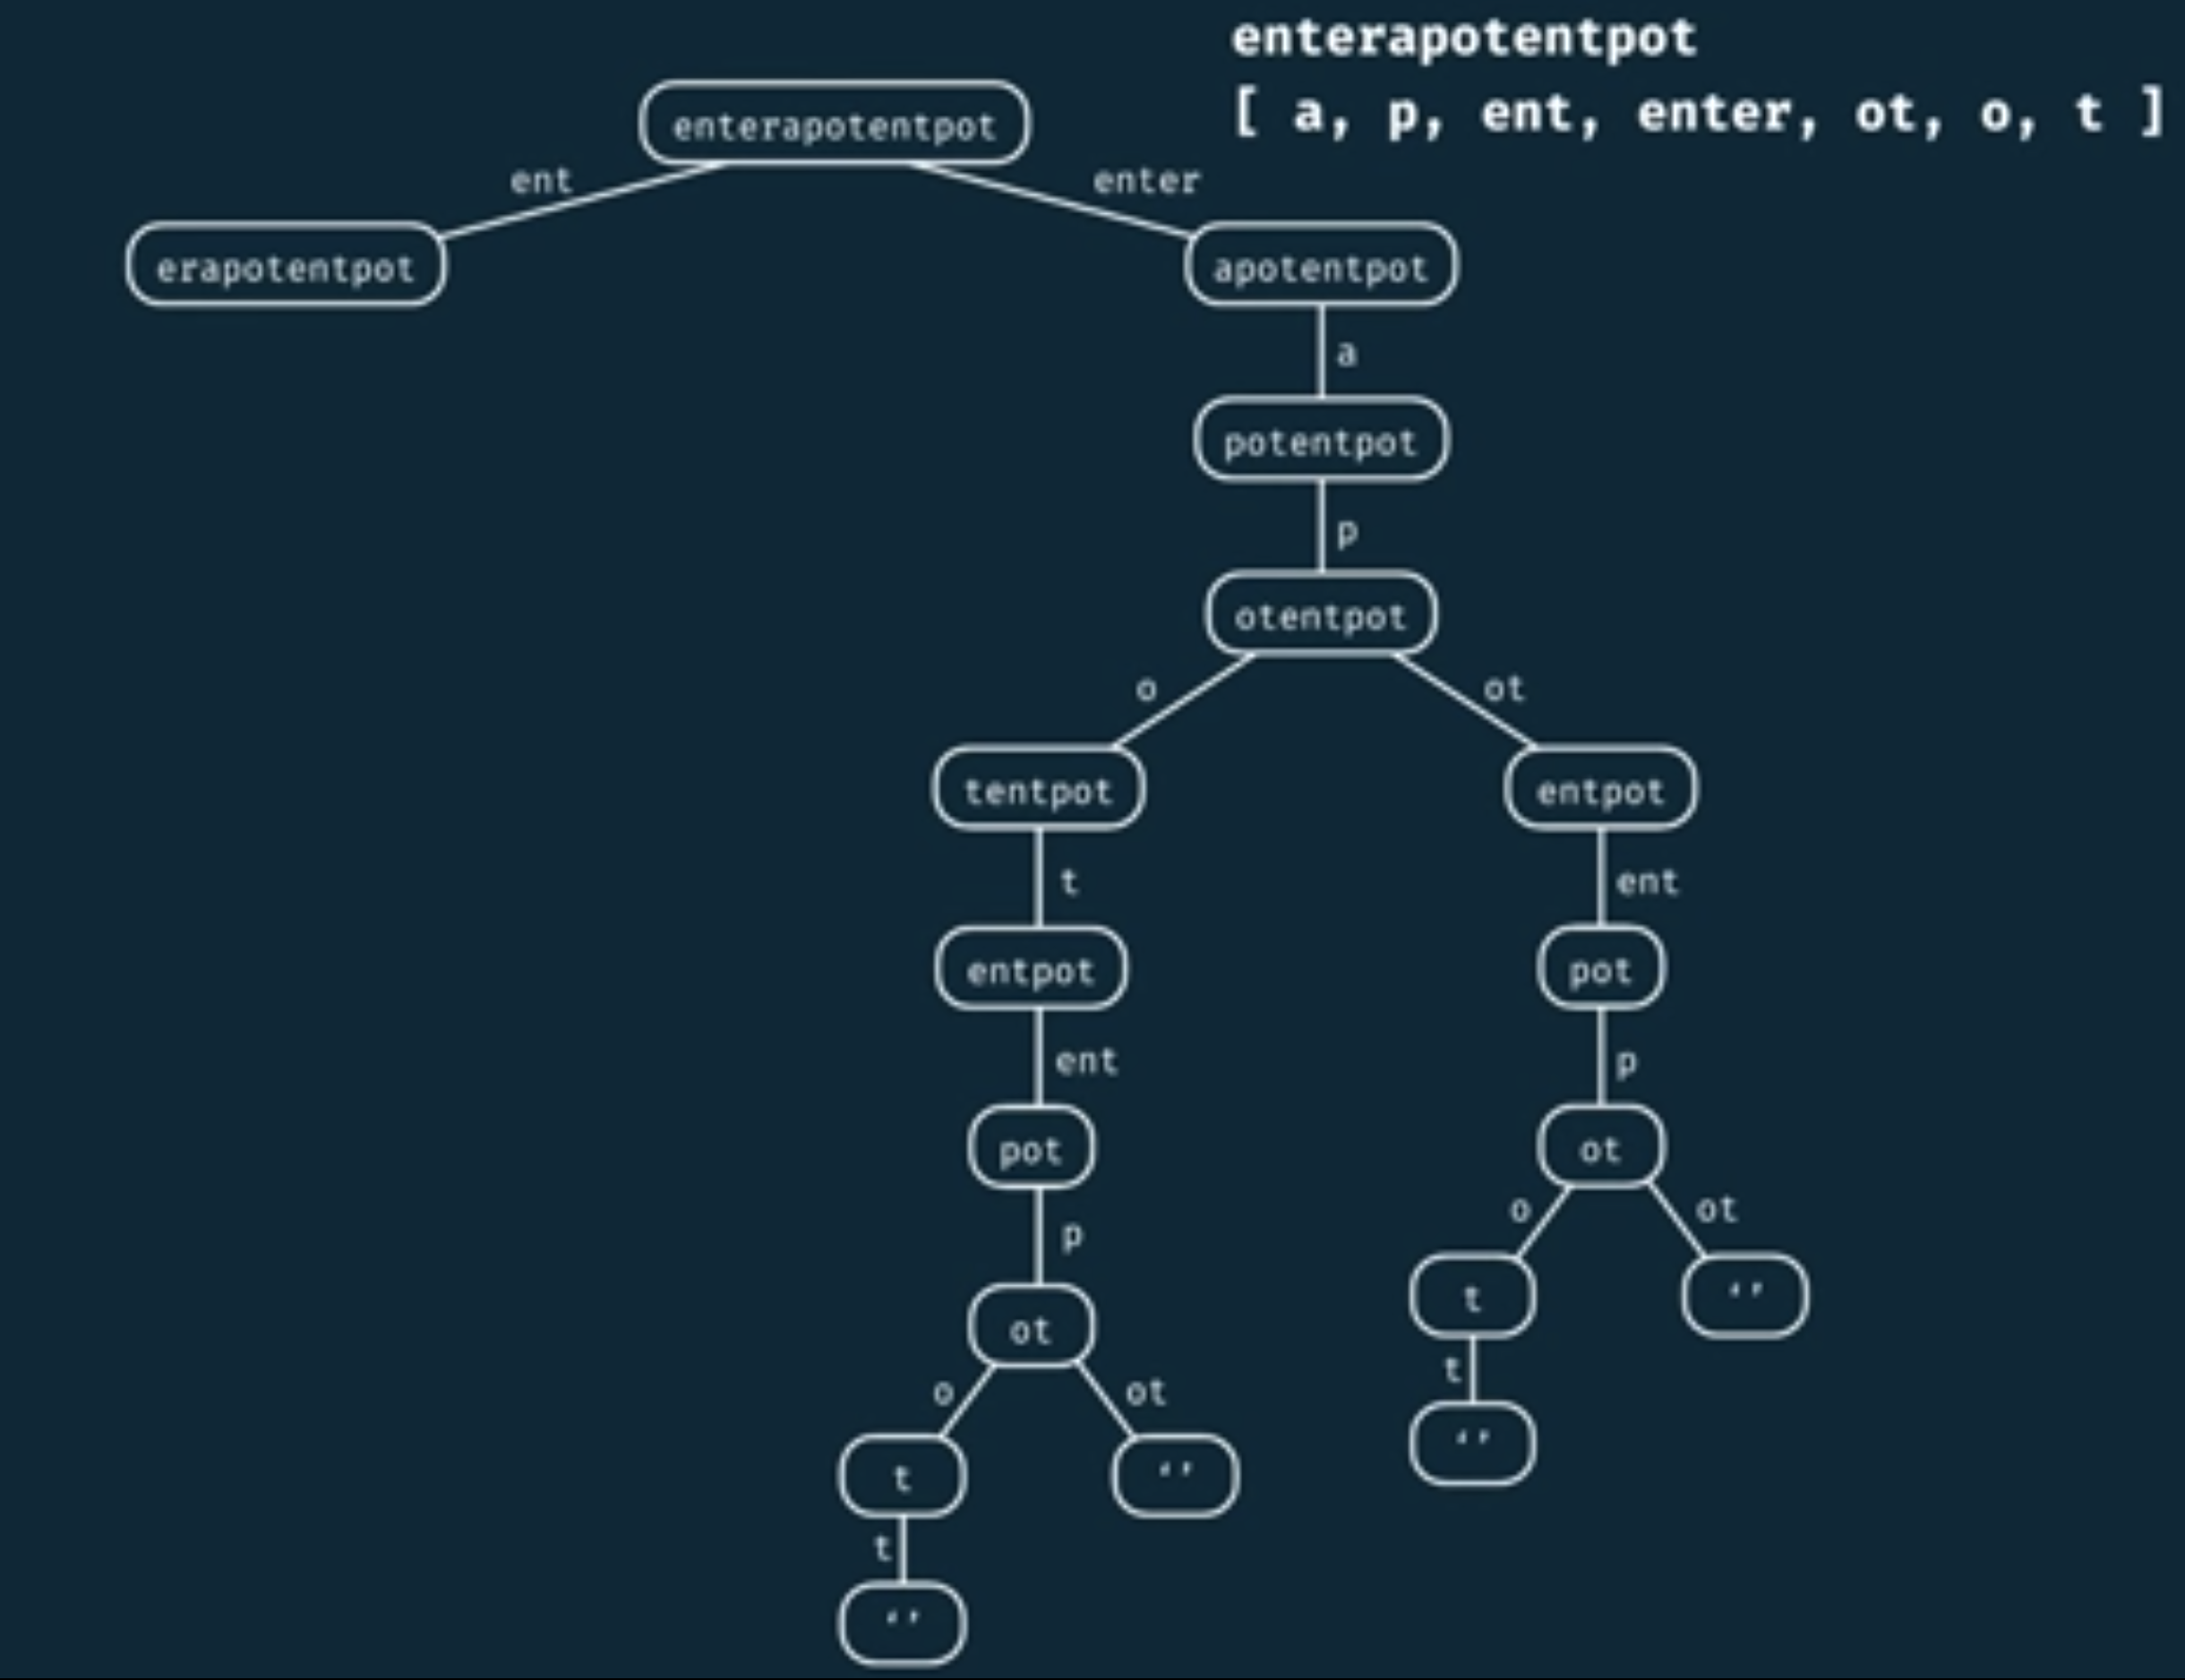 enterapotentpot
[ a, p, ent, enter, ot, o, t ]
enterapotentpot
ent enter
erapotentpot apotentpot
a
potentpot
p
otentpot
o ot
tentpot entpot
t ent
entpot pot
ent p
pot ot
p o ot
t ‘’
ot t
o ot ‘’
t ‘’
t
‘’